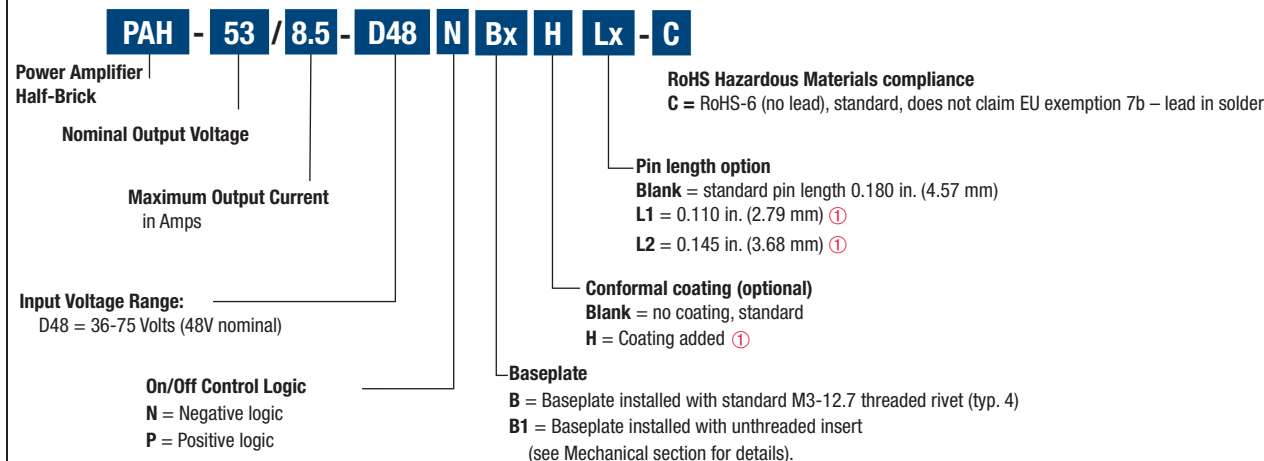 PAH - 53 / 8.5 - D48 N Bx H Lx - C
Power Amplifier
Half-Brick
Nominal Output Voltage
Maximum Output Current
in Amps
Input Voltage Range:
D48 = 36-75 Volts (48V nominal)
On/Off Control Logic
N = Negative logic
P = Positive logic
RoHS Hazardous Materials compliance
C = RoHS-6 (no lead), standard, does not claim EU exemption 7b – lead in solder
Pin length option
Blank = standard pin length 0.180 in. (4.57 mm)
L1 = 0.110 in. (2.79 mm) ①
L2 = 0.145 in. (3.68 mm) ①
Conformal coating (optional)
Blank = no coating, standard
H = Coating added ①
Baseplate
B = Baseplate installed with standard M3-12.7 threaded rivet (typ. 4)
B1 = Baseplate installed with unthreaded insert
(see Mechanical section for details).